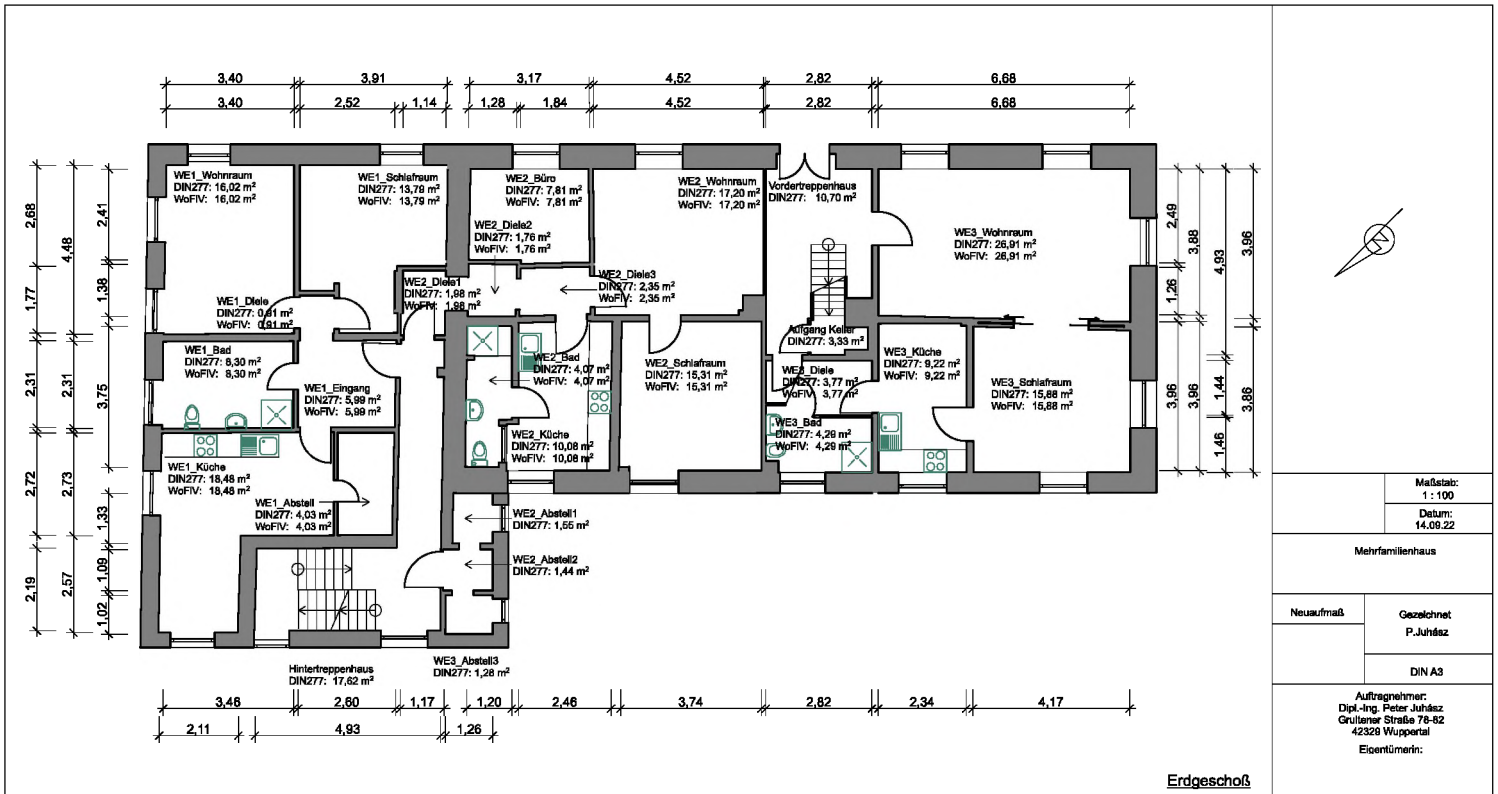 3,40
3,91
3,17
4,52
2,82
6,68
3,40
2,52
1,14
1,28
1,84
4,52
2,82
6,68
2,68
1,77
2,31
2,72
2,19
4,48
2,31
2,73
2,57
2,41
1,38
3,75
1,33
1,09
1,02
WE1_Wohnraum
DIN277: 16,02 m²
WoFlV: 16,02 m²
WE1_Schlafraum
DIN277: 13,79 m²
WoFlV: 13,79 m²
WE2_Büro
DIN277: 7,81 m²
WoFlV: 7,81 m²
WE2_Wohnraum
DIN277: 17,20 m²
WoFlV: 17,20 m²
Vordertreppenhaus
DIN277: 10,70 m²
WE3_Wohnraum
DIN277: 26,91 m²
WoFlV: 26,91 m²
WE2_Diele2
DIN277: 1,76 m²
WoFlV: 1,76 m²
WE2_Diele1
DIN277: 1,98 m²
WoFlV: 1,98 m²
WE2_Diele3
DIN277: 2,35 m²
WoFlV: 2,35 m²
WE1_Diele
DIN277: 0,91 m²
WoFlV: 0,91 m²
WE1_Bad
DIN277: 8,30 m²
WoFlV: 8,30 m²
WE1_Eingang
DIN277: 5,99 m²
WoFlV: 5,99 m²
WE2_Bad
DIN277: 4,07 m²
WoFlV: 4,07 m²
WE2_Schlafraum
DIN277: 15,31 m²
WoFlV: 15,31 m²
Aufgang Keller
DIN277: 3,33 m²
WE3_Diele
DIN277: 3,77 m²
WoFlV: 3,77 m²
WE3_Küche
DIN277: 9,22 m²
WoFlV: 9,22 m²
WE3_Schlafraum
DIN277: 15,88 m²
WoFlV: 15,88 m²
WE3_Bad
DIN277: 4,29 m²
WoFlV: 4,29 m²
WE2_Küche
DIN277: 10,08 m²
WoFlV: 10,08 m²
WE1_Küche
DIN277: 18,48 m²
WoFlV: 18,48 m²
WE1_Abstell
DIN277: 4,03 m²
WoFlV: 4,03 m²
WE2_Abstell1
DIN277: 1,55 m²
WE2_Abstell2
DIN277: 1,44 m²
WE3_Abstell3
DIN277: 1,28 m²
Hintertreppenhaus
DIN277: 17,62 m²
2,49
1,26
3,96
3,88
3,96
4,93
1,44
1,46
3,96
3,86
3,48
2,60
1,17
1,20
2,46
3,74
2,82
2,34
4,17
2,11
4,93
1,26
Erdgeschoß
N
Maßstab:
1 : 100
Datum:
14.09.22
Mehrfamilienhaus
Neuaufmaß
Gezeichnet
P.Juhász
DIN A3
Auftragnehmer:
Dipl.-Ing. Peter Juhász
Gruitener Straße 78-82
42329 Wuppertal
Eigentümerin: